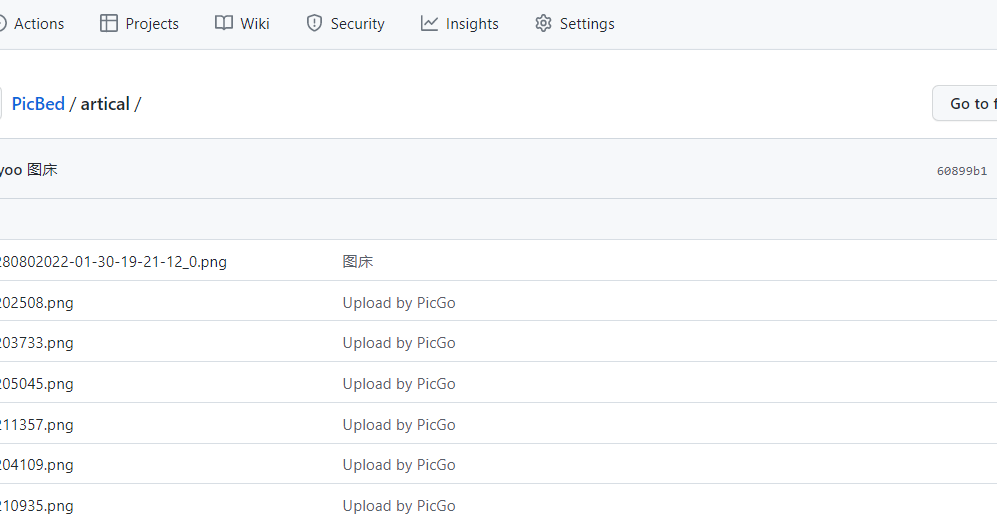 Actions Projects Wiki Security Insights Settings
PicBed / artical / Go to
图床 60899b1
280802022-01-30-19-21-12_0.png 图床
202508.png Upload by PicGo
203733.png Upload by PicGo
205045.png Upload by PicGo
211357.png Upload by PicGo
204109.png Upload by PicGo
210935.png Upload by PicGo